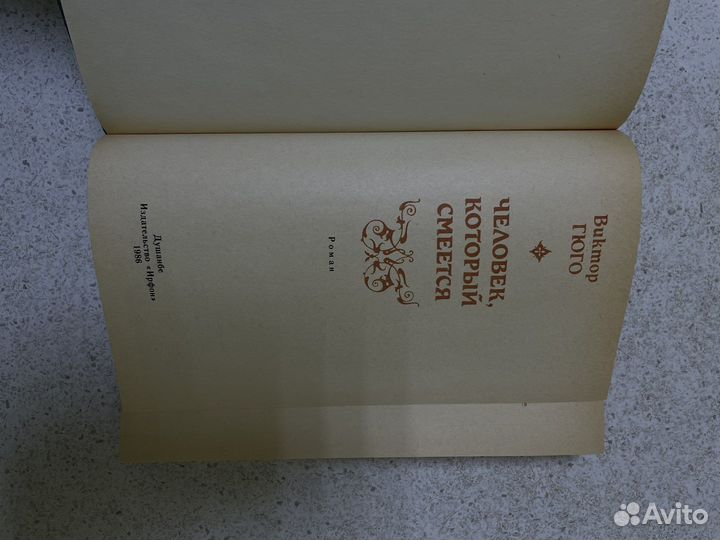 Виктор
ГЮГО
ЧЕЛОВЕК,
КОТОРЫЙ
СМЕЕТСЯ
Роман
Душанбе
Издательство «Ирфон»
1986
Avito